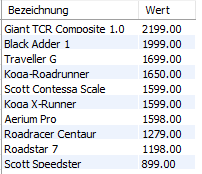 Bezeichnung Wert
Giant TCR Composite 1.0 2199.00
Black Adder 1 1999.00
Traveller G 1699.00
Koga-Roadrunner 1650.00
Scott Contessa Scale 1599.00
Koga X-Runner 1599.00
Aerium Pro 1598.00
Roadracer Centaur 1279.00
Roadstar 7 1198.00
Scott Speedster 899.00